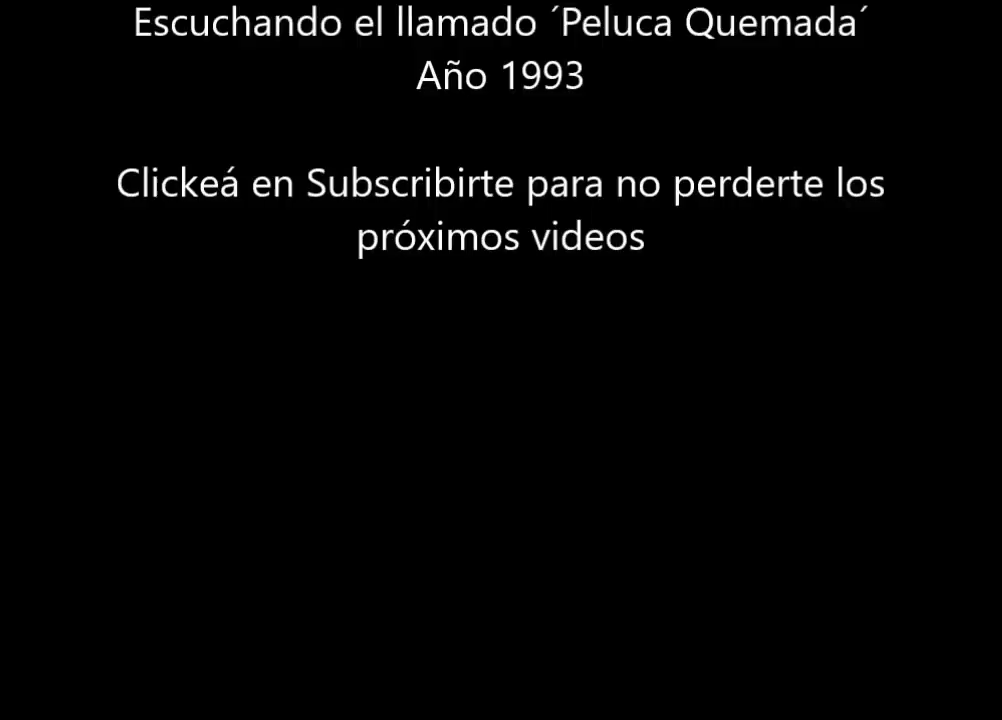 Escuchando el llamado ´Peluca Quemada´
Año 1993
Clickeá en Subscribirte para no perderte los
próximos videos